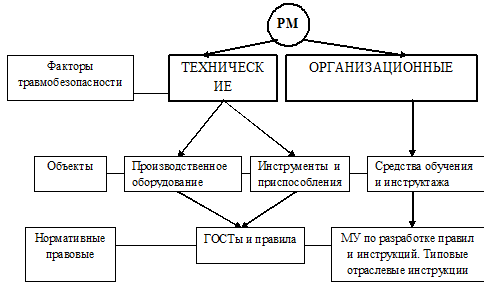 РМ
Факторы
травмобезопасности
ТЕХНИЧЕСК
ИЕ
ОРГАНИЗАЦИОННЫЕ
Объекты
Производственное
оборудование
Инструменты и
приспособления
Средства обучения
и инструктажа
Нормативные
правовые
ГОСТы и правила
МУ по разработке правил
и инструкций. Типовые
отраслевые инструкции